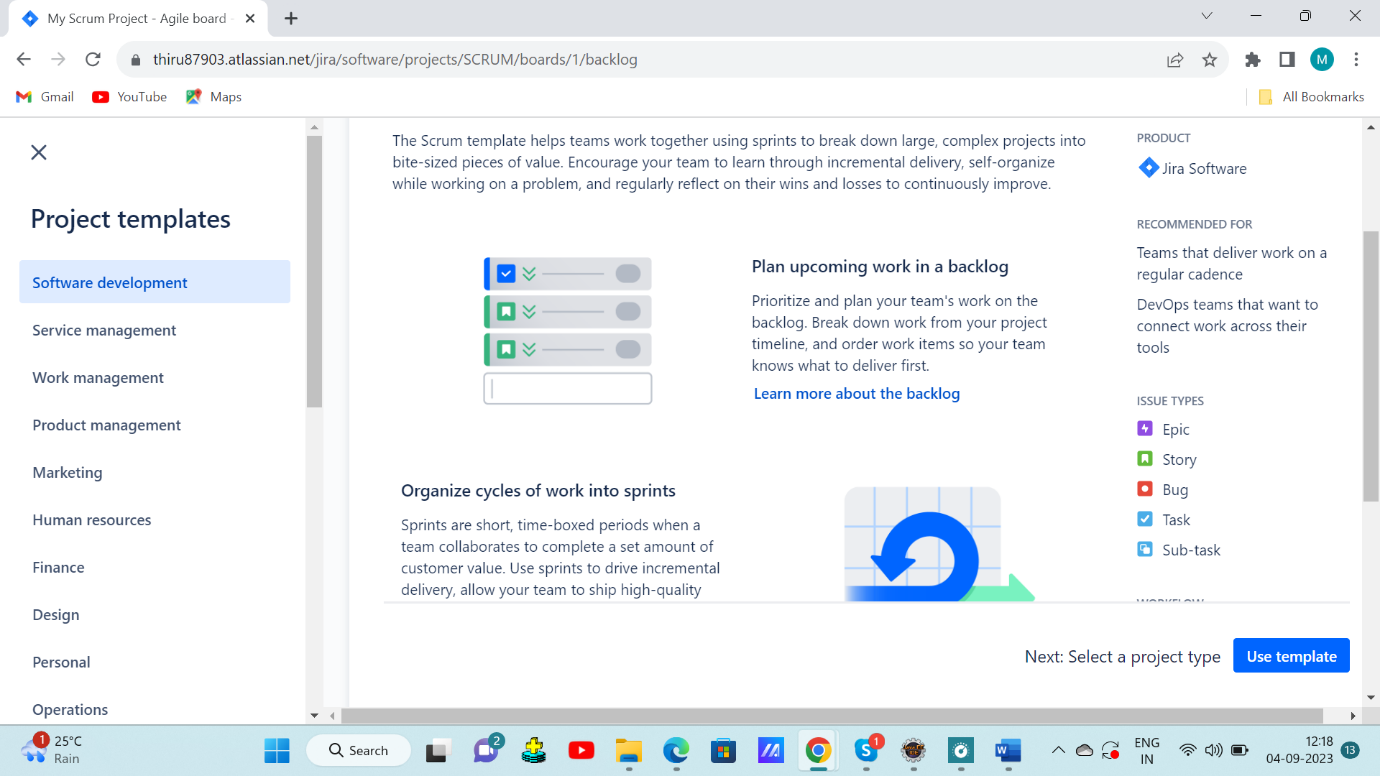 My Scrum Project - Agile board -
thiru87903.atlassian.net/jira/software/projects/SCRUM/boards/1/backlog
M
Gmail
YouTube
Maps
All Bookmarks
Project templates
Software development
Service management
Work management
Product management
Marketing
Human resources
Finance
Design
Personal
Operations
The Scrum template helps teams work together using sprints to break down large, complex projects into
bite-sized pieces of value. Encourage your team to learn through incremental delivery, self-organize
while working on a problem, and regularly reflect on their wins and losses to continuously improve.
Plan upcoming work in a backlog
Prioritize and plan your team's work on the
backlog. Break down work from your project
timeline, and order work items so your team
knows what to deliver first.
Learn more about the backlog
Organize cycles of work into sprints
Sprints are short, time-boxed periods when a
team collaborates to complete a set amount of
customer value. Use sprints to drive incremental
delivery, allow your team to ship high-quality
PRODUCT
Jira Software
RECOMMENDED FOR
Teams that deliver work on a
regular cadence
DevOps teams that want to
connect work across their
tools
ISSUE TYPES
Epic
Story
Bug
Task
Sub-task
WORKFLOW
Next: Select a project type
Use template
1
25°C
Rain
Search
2
S
1
W
ENG
IN
12:18
04-09-2023
13